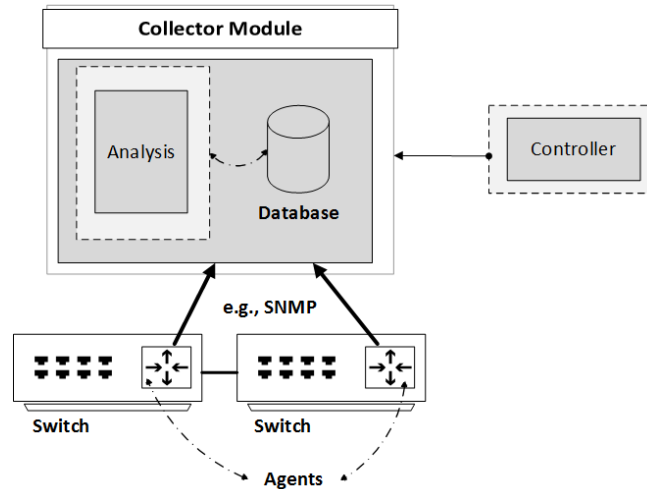 Collector Module
Analysis
Controller
Database
e.g., SNMP
Switch
Switch
Agents